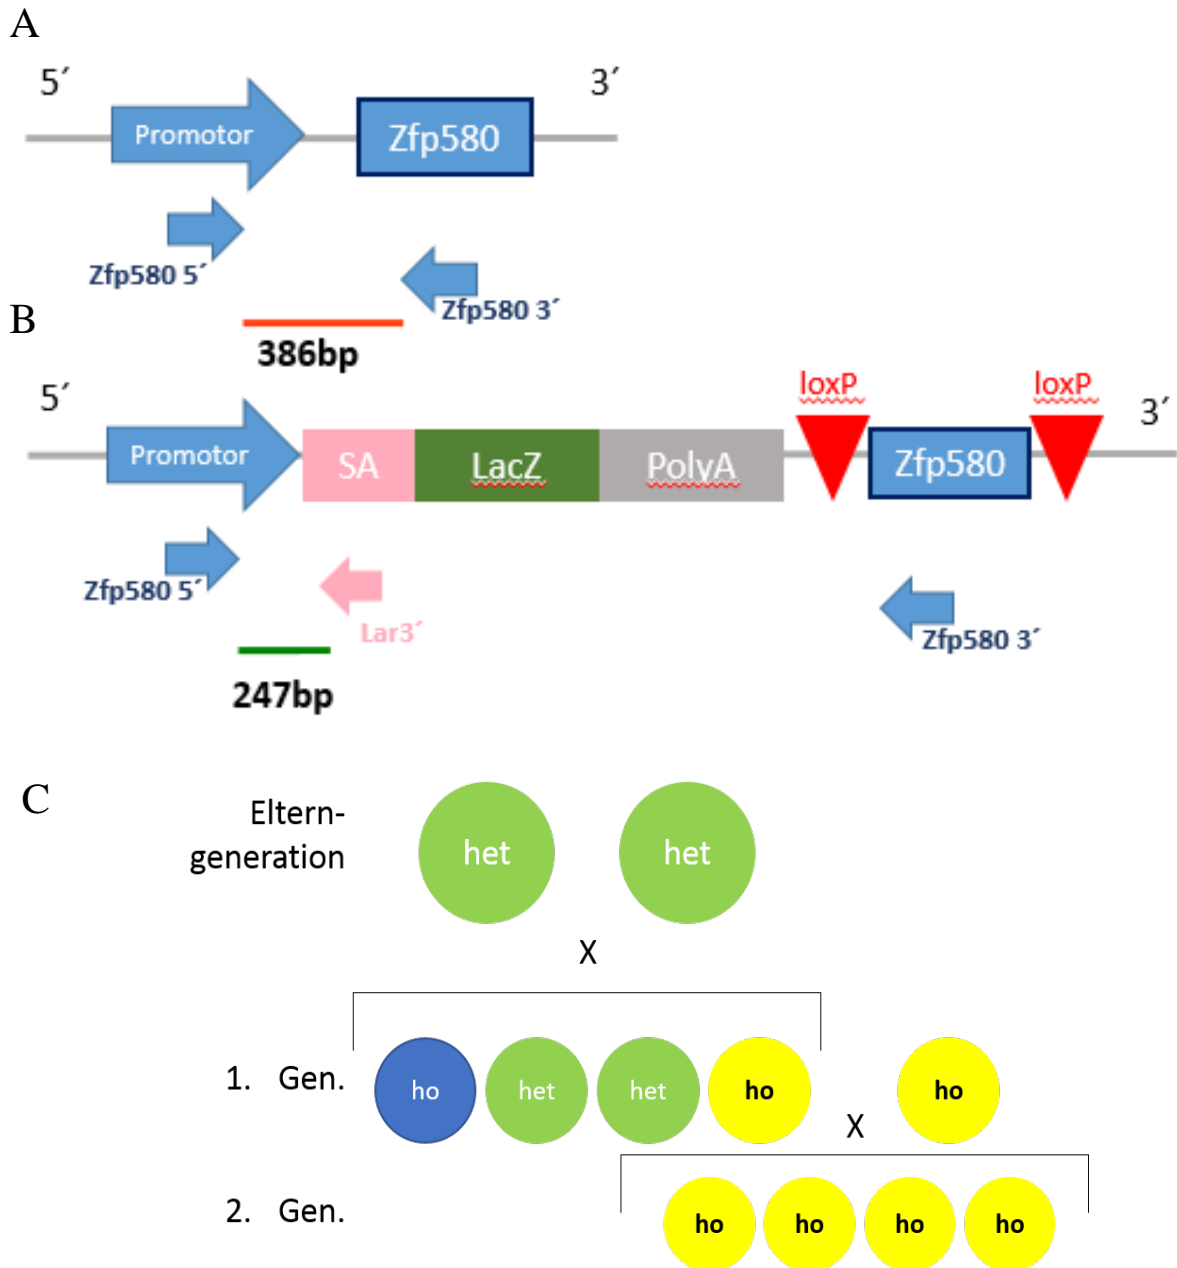 A
5´
3´
Promotor
Zfp580
Zfp580 5´
Zfp580 3´
386bp
B
5´
loxP
loxP
3´
Promotor
SA
LacZ
PolyA
Zfp580
Zfp580 5´
Lar3´
Zfp580 3´
247bp
C
Eltern-
generation
het
het
X
1. Gen.
ho
het
het
ho
ho
X
2. Gen.
ho
ho
ho
ho